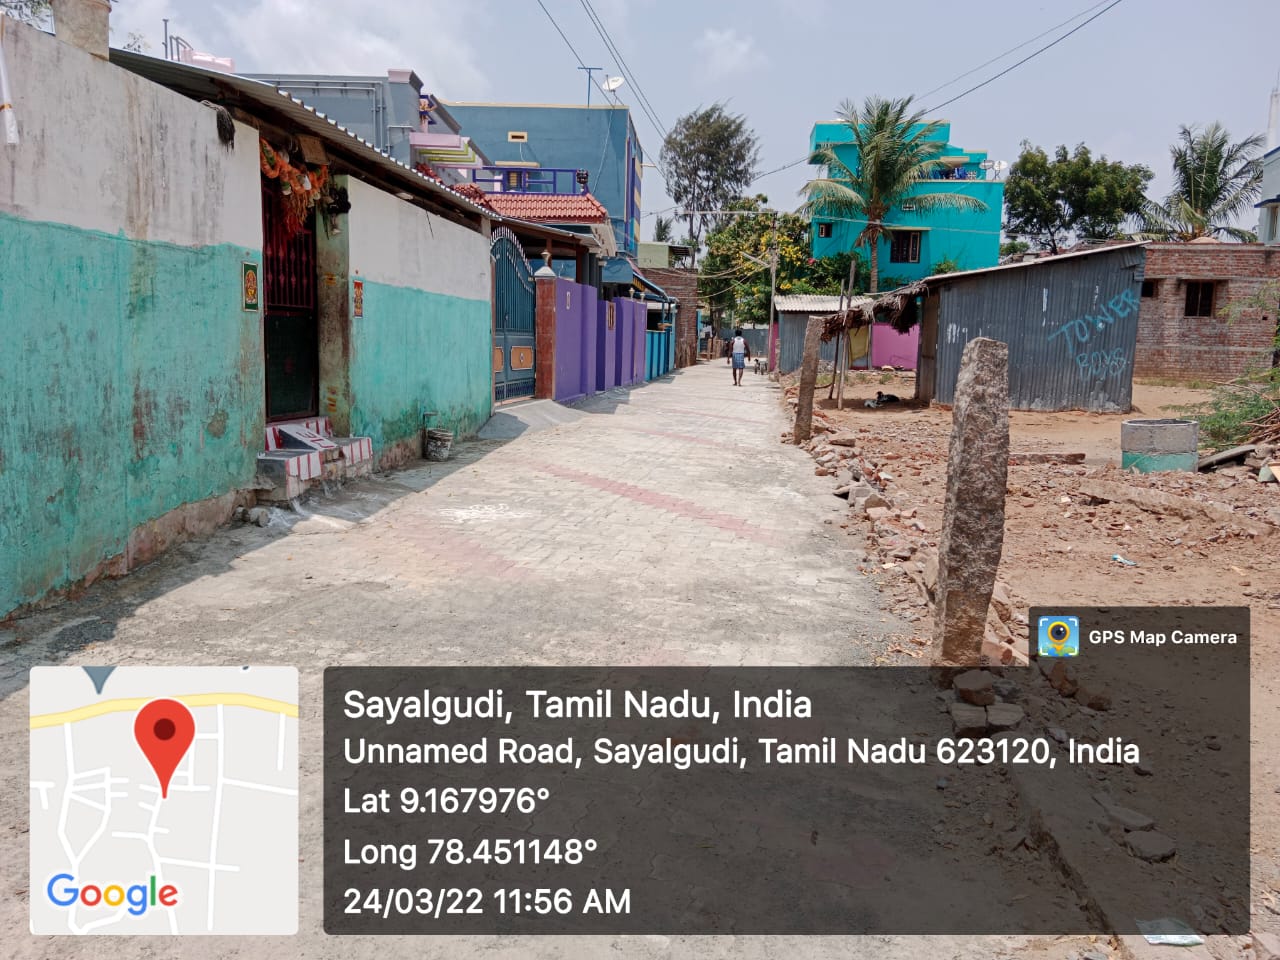 TOWER
BOYS
GPS Map Camera
Google
Sayalgudi, Tamil Nadu, India
Unnamed Road, Sayalgudi, Tamil Nadu 623120, India
Lat 9.167976°
Long 78.451148°
24/03/22 11:56 AM